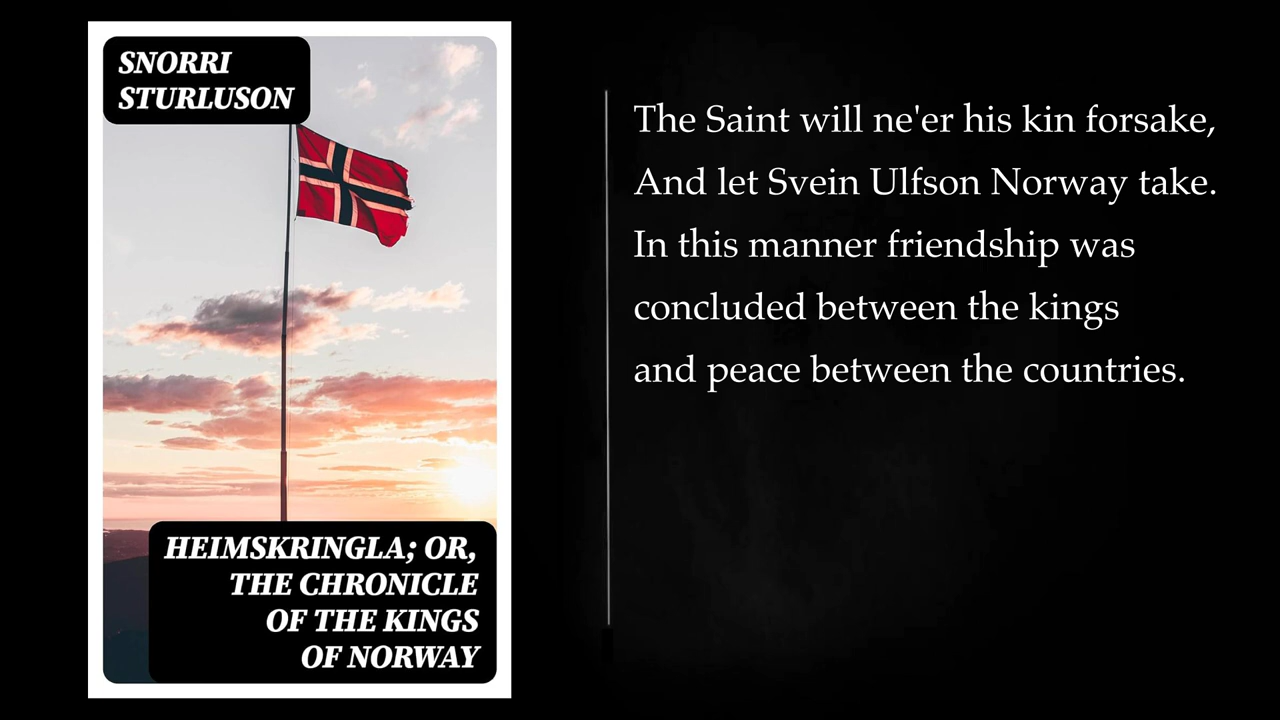 SNORRI
STURLUSON
HEIMSKRINGLA; OR,
THE CHRONICLE
OF THE KINGS
OF NORWAY
The Saint will ne'er his kin forsake,
And let Svein Ulfson Norway take.
In this manner friendship was
concluded between the kings
and peace between the countries.